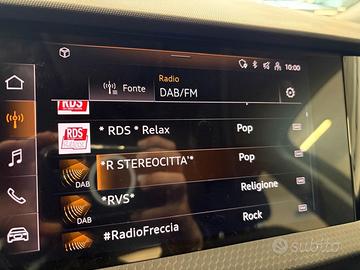 10:00
Fonte
Radio
DAB/FM
RDS
RDS
* RDS * Relax
Pop
DAB
*R STEREOCITTA'*
Pop
DAB
*RVS*
Religione
#RadioFreccia
Rock
subito